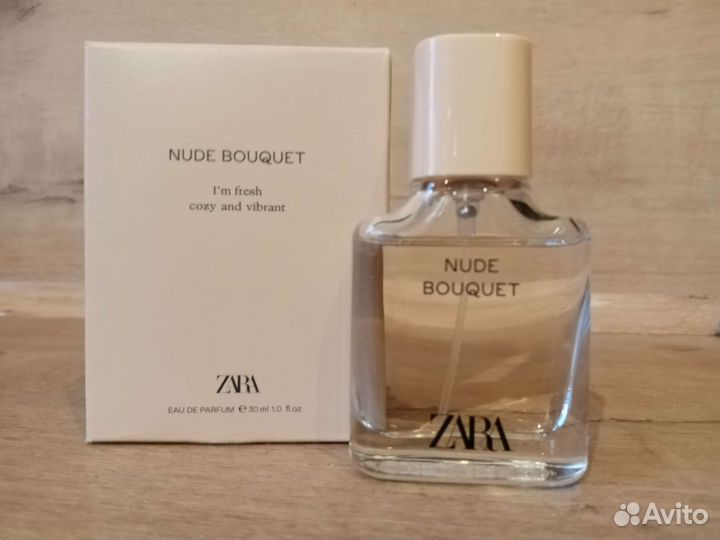 NUDE BOUQUET
I'm fresh
cozy and vibrant
ZARA
EAU DE PARFUM ℮ 30 ml 1.0 fl.oz
NUDE
BOUQUET
ZARA
Avito